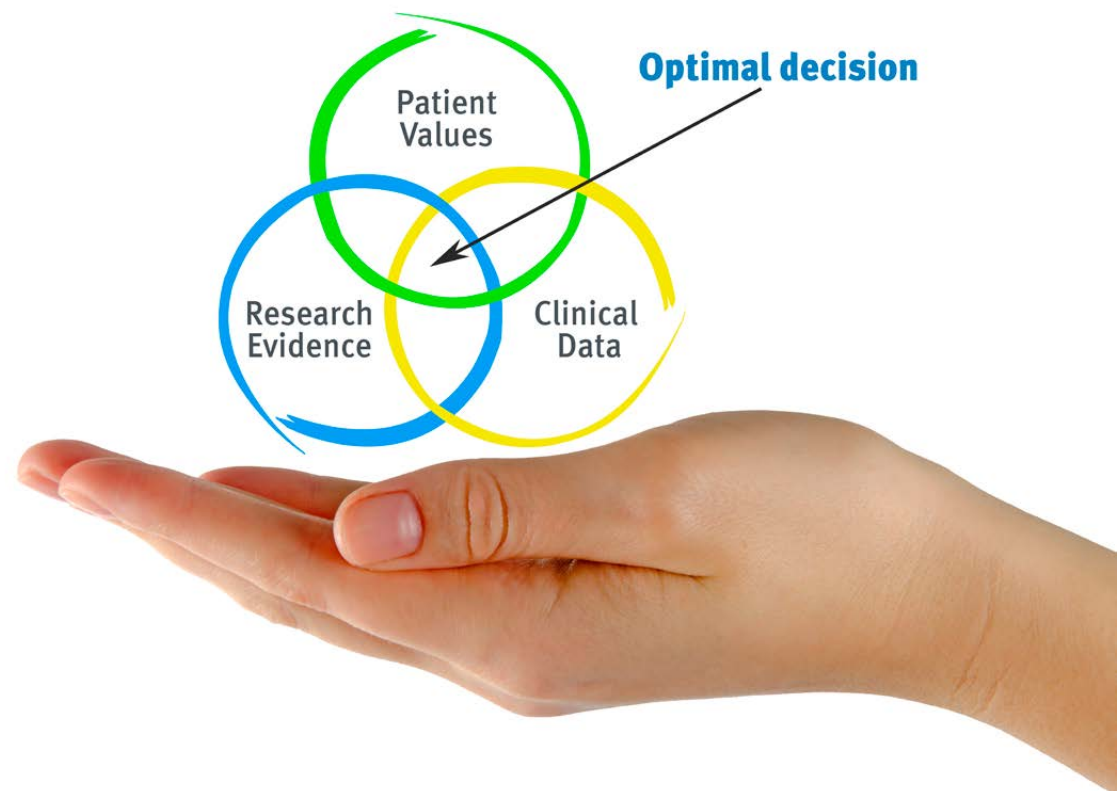 Optimal decision
Patient
Values
Research
Evidence
Clinical
Data